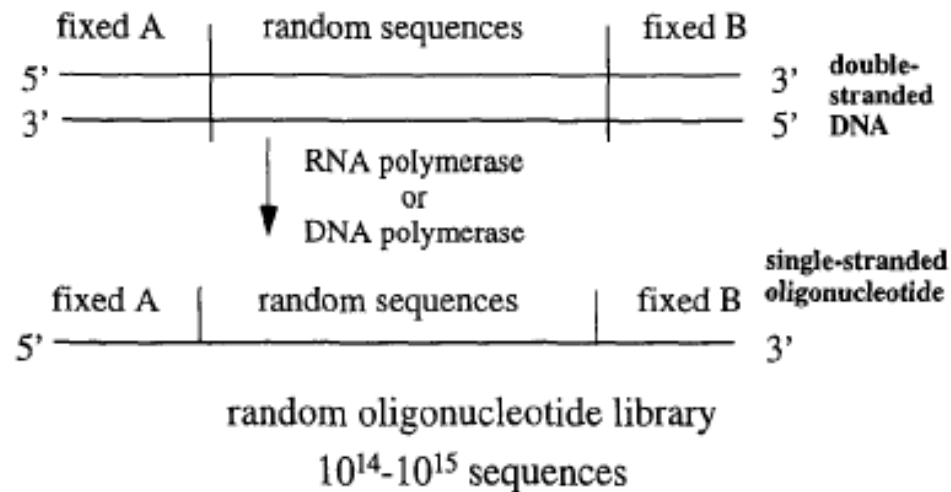 fixed A random sequences fixed B
5’ 3’ double-
stranded
3’ 5’ DNA
RNA polymerase
or
DNA polymerase
single-stranded
oligonucleotide
fixed A random sequences fixed B
5’ 3’
random oligonucleotide library
10¹⁴-10¹⁵ sequences